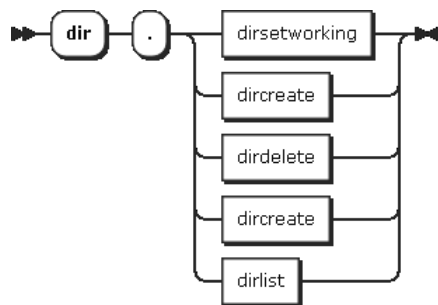 dir . dirsetworking
dircreate
dirdelete
dircreate
dirlist